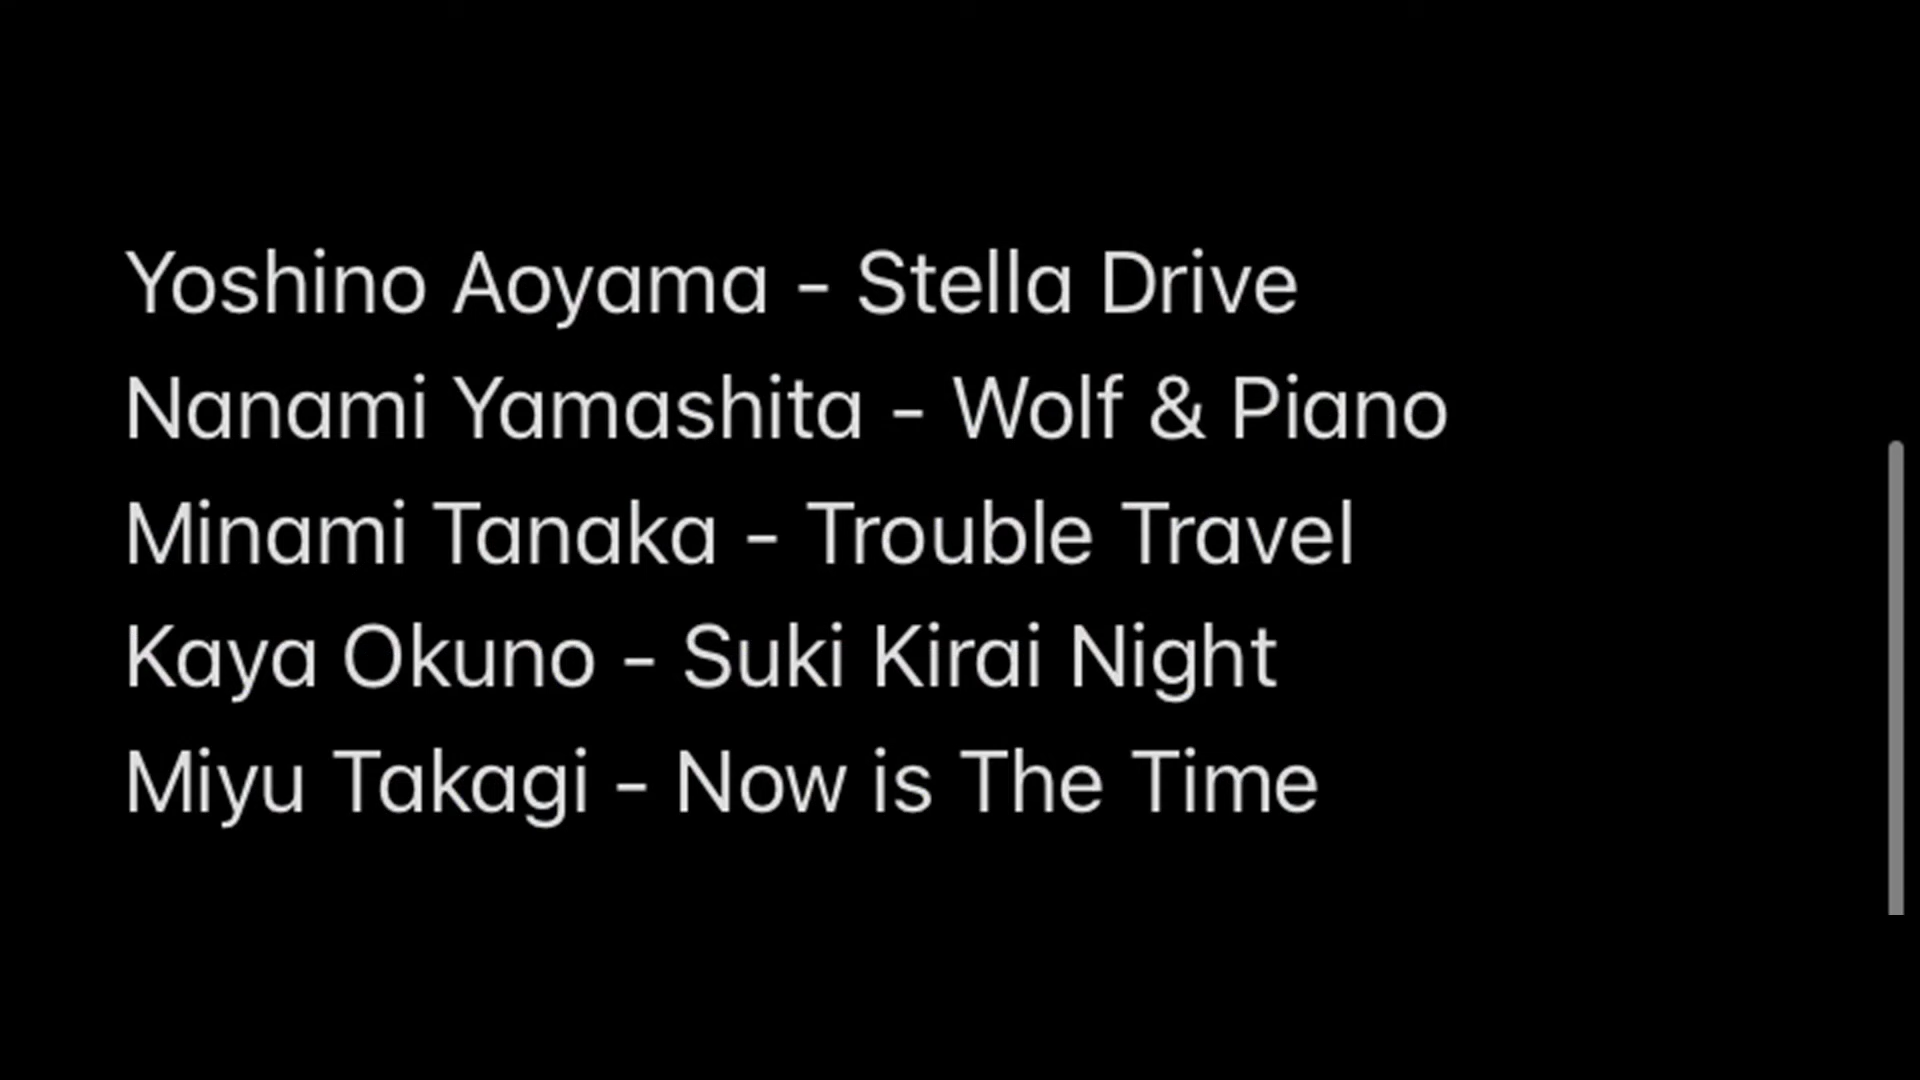 Yoshino Aoyama - Stella Drive
Nanami Yamashita - Wolf & Piano
Minami Tanaka - Trouble Travel
Kaya Okuno - Suki Kirai Night
Miyu Takagi - Now is The Time